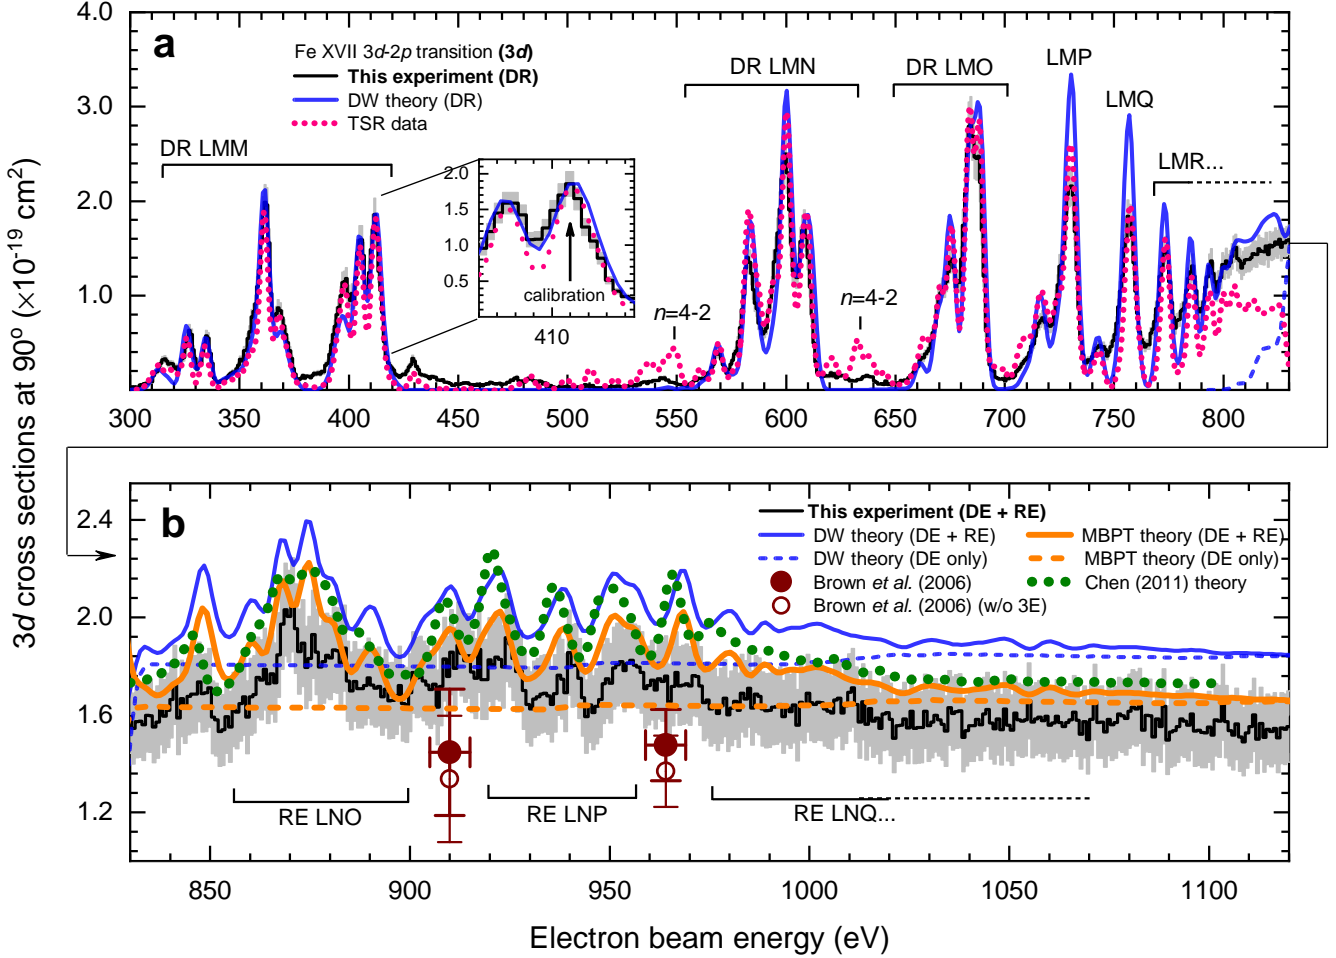 a
Fe XVII 3d-2p transition (3d)
This experiment (DR)
DW theory (DR)
TSR data
DR LMM
DR LMN
DR LMO
LMP
LMQ
LMR...
n=4-2
n=4-2
2.0
1.5
1.0
0.5
calibration
410
4.0
3.0
2.0
1.0
300 350 400 450 500 550 600 650 700 750 800
3d cross sections at 90º (×10⁻¹⁹ cm²)
b
This experiment (DE + RE)
DW theory (DE + RE)
MBPT theory (DE + RE)
DW theory (DE only)
MBPT theory (DE only)
Brown et al. (2006)
Chen (2011) theory
Brown et al. (2006) (w/o 3E)
2.4
2.0
1.6
1.2
RE LNO
RE LNP
RE LNQ...
850 900 950 1000 1050 1100
Electron beam energy (eV)